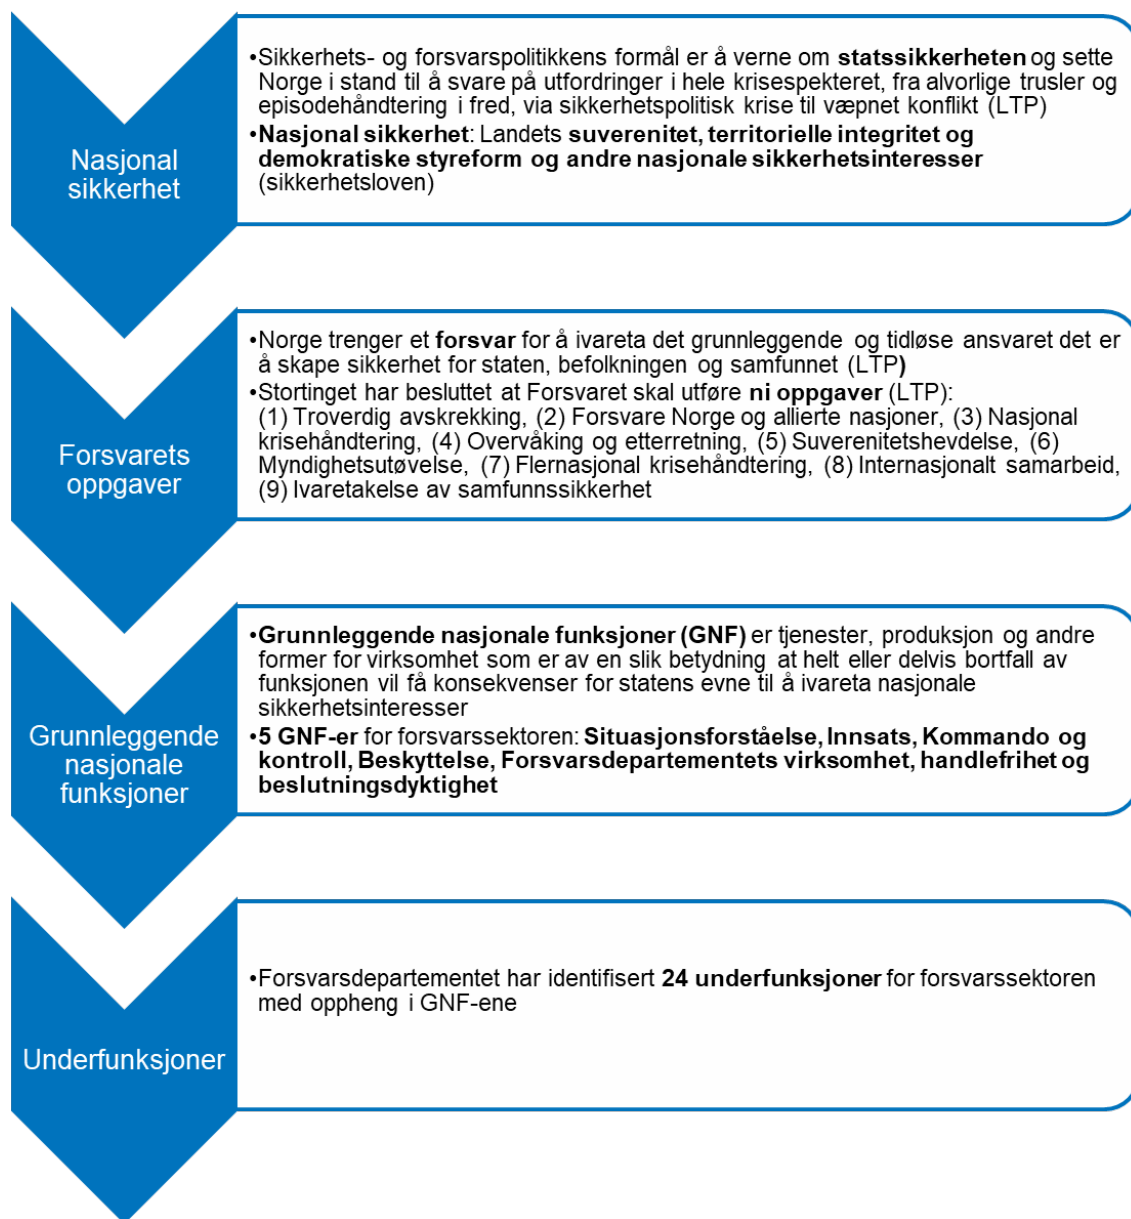 Nasjonal
sikkerhet
•Sikkerhets- og forsvarspolitikkens formål er å verne om statssikkerheten og sette
Norge i stand til å svare på utfordringer i hele krisespekteret, fra alvorlige trusler og
episodehåndtering i fred, via sikkerhetspolitisk krise til væpnet konflikt (LTP)
•Nasjonal sikkerhet: Landets suverenitet, territorielle integritet og
demokratiske styreform og andre nasjonale sikkerhetsinteresser
(sikkerhetsloven)
Forsvarets
oppgaver
•Norge trenger et forsvar for å ivareta det grunnleggende og tidløse ansvaret det er
å skape sikkerhet for staten, befolkningen og samfunnet (LTP)
•Stortinget har besluttet at Forsvaret skal utføre ni oppgaver (LTP):
(1) Troverdig avskrekking, (2) Forsvare Norge og allierte nasjoner, (3) Nasjonal
krisehåndtering, (4) Overvåking og etterretning, (5) Suverenitetshevdelse, (6)
Myndighetsutøvelse, (7) Flernasjonal krisehåndtering, (8) Internasjonalt samarbeid,
(9) Ivaretakelse av samfunnssikkerhet
Grunnleggende
nasjonale
funksjoner
•Grunnleggende nasjonale funksjoner (GNF) er tjenester, produksjon og andre
former for virksomhet som er av en slik betydning at helt eller delvis bortfall av
funksjonen vil få konsekvenser for statens evne til å ivareta nasjonale
sikkerhetsinteresser
•5 GNF-er for forsvarssektoren: Situasjonsforståelse, Innsats, Kommando og
kontroll, Beskyttelse, Forsvarsdepartementets virksomhet, handlefrihet og
beslutningsdyktighet
Underfunksjoner
•Forsvarsdepartementet har identifisert 24 underfunksjoner for forsvarssektoren
med oppheng i GNF-ene